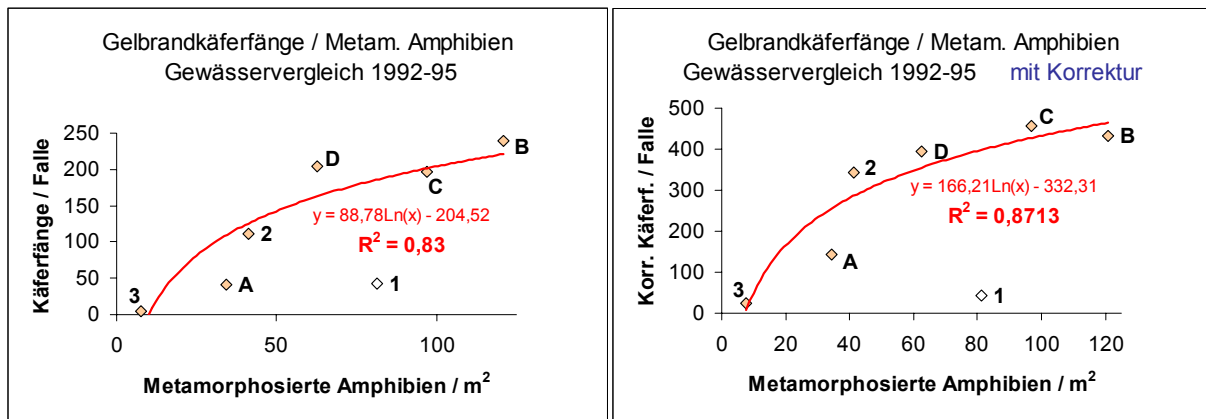 Gelbrandkäferfänge / Metam. Amphibien
Gewässervergleich 1992-95
Käferfänge / Falle
250
200
150
100
50
0
D
B
C
2
A
1
3
y = 88,78Ln(x) - 204,52
R² = 0,83
0 50 100
Metamorphosierte Amphibien / m²
Gelbrandkäferfänge / Metam. Amphibien
Gewässervergleich 1992-95 mit Korrektur
Korr. Käferf. / Falle
500
400
300
200
100
0
C
B
D
2
A
1
3
y = 166,21Ln(x) - 332,31
R² = 0,8713
0 20 40 60 80 100 120
Metamorphosierte Amphibien / m²